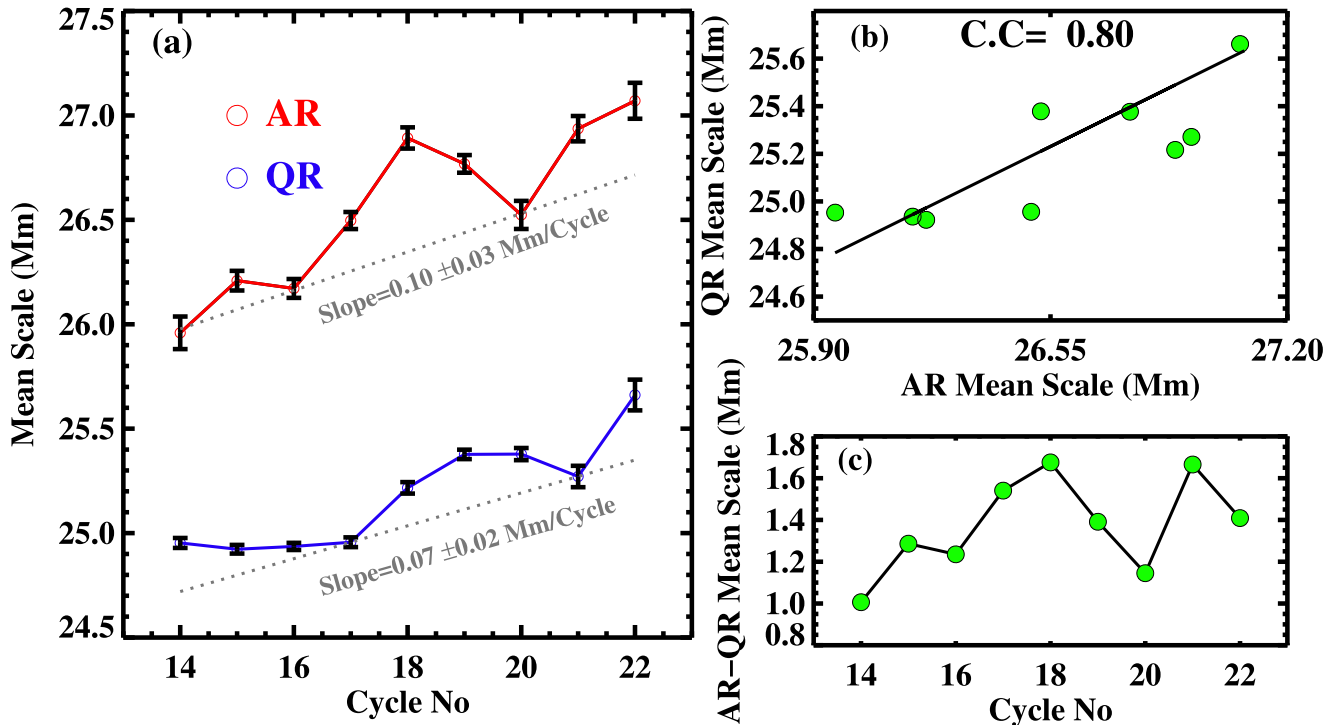 (a)
AR
QR
Slope=0.10 ±0.03 Mm/Cycle
Slope=0.07 ±0.02 Mm/Cycle
27.5
27.0
26.5
26.0
25.5
25.0
24.5
Mean Scale (Mm)
14 16 18 20 22
Cycle No
(b)
C.C= 0.80
25.6
25.4
25.2
25.0
24.8
24.6
QR Mean Scale (Mm)
25.90 26.55 27.20
AR Mean Scale (Mm)
(c)
1.8
1.6
1.4
1.2
1.0
0.8
AR−QR Mean Scale (Mm)
14 16 18 20 22
Cycle No